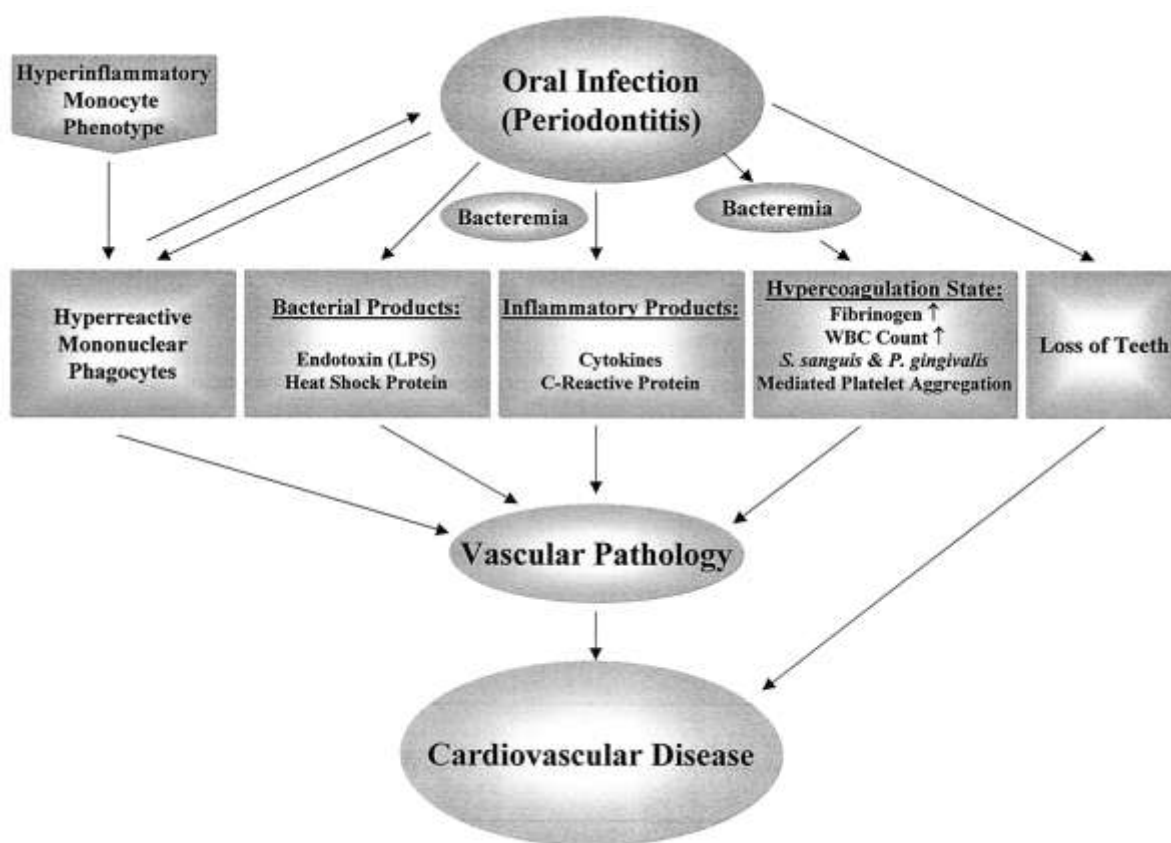 Hyperinflammatory
Monocyte
Phenotype
Oral Infection
(Periodontitis)
Bacteremia
Bacteremia
Hyperreactive
Mononuclear
Phagocytes
Bacterial Products:
Endotoxin (LPS)
Heat Shock Protein
Inflammatory Products:
Cytokines
C-Reactive Protein
Hypercoagulation State:
Fibrinogen ↑
WBC Count ↑
S. sanguis & P. gingivalis
Mediated Platelet Aggregation
Loss of Teeth
Vascular Pathology
Cardiovascular Disease